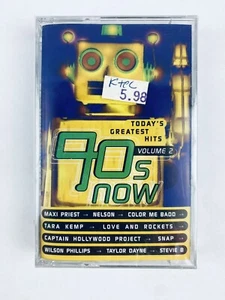 K-tel
5.98
TODAY'S
GREATEST
HITS
VOLUME 2
90s
now
MAXI PRIEST → NELSON → COLOR ME BADD →
TARA KEMP → LOVE AND ROCKETS →
CAPTAIN HOLLYWOOD PROJECT → SNAP →
WILSON PHILLIPS → TAYLOR DAYNE → STEVIE B